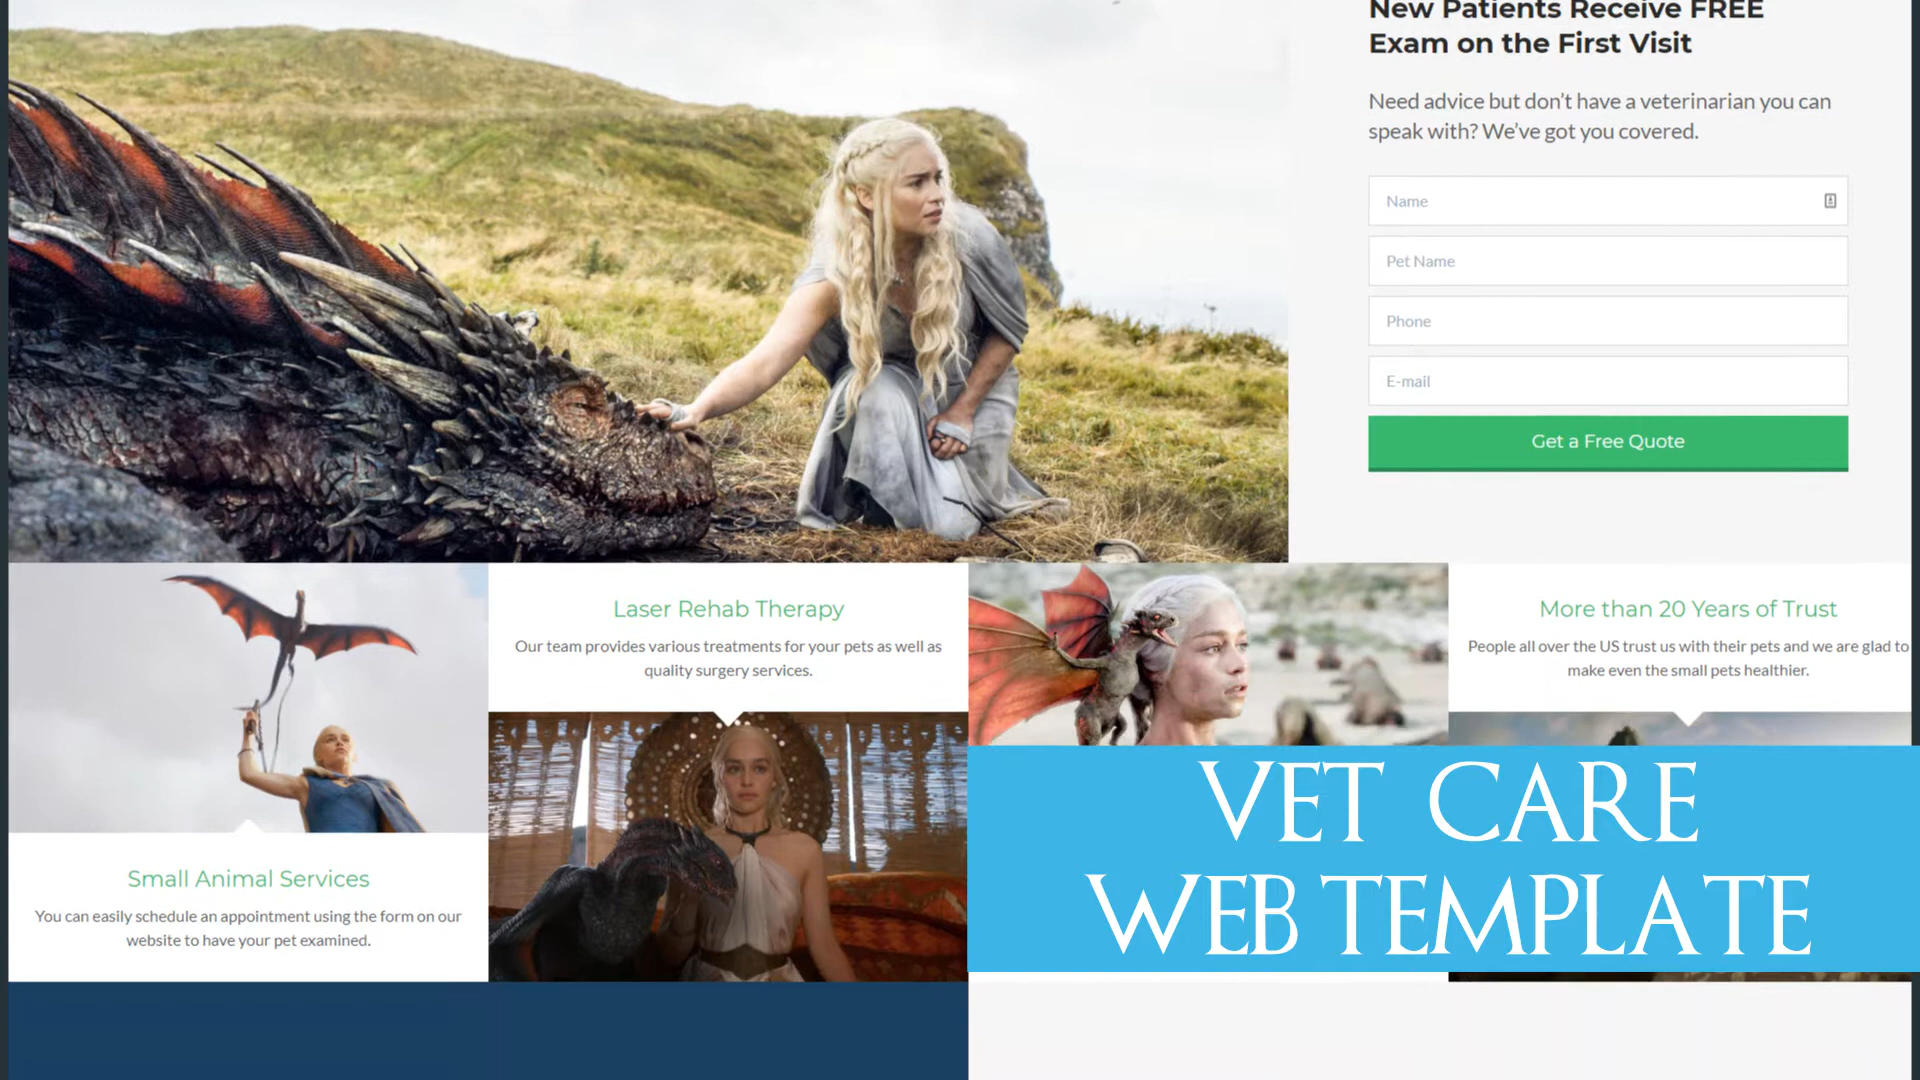 New Patients Receive FREE
Exam on the First Visit
Need advice but don't have a veterinarian you can
speak with? We've got you covered.
Name
Pet Name
Phone
E-mail
Get a Free Quote
Laser Rehab Therapy
Our team provides various treatments for your pets as well as
quality surgery services.
More than 20 Years of Trust
People all over the US trust us with their pets and we are glad to
make even the small pets healthier.
Small Animal Services
You can easily schedule an appointment using the form on our
website to have your pet examined.
VET CARE
WEB TEMPLATE